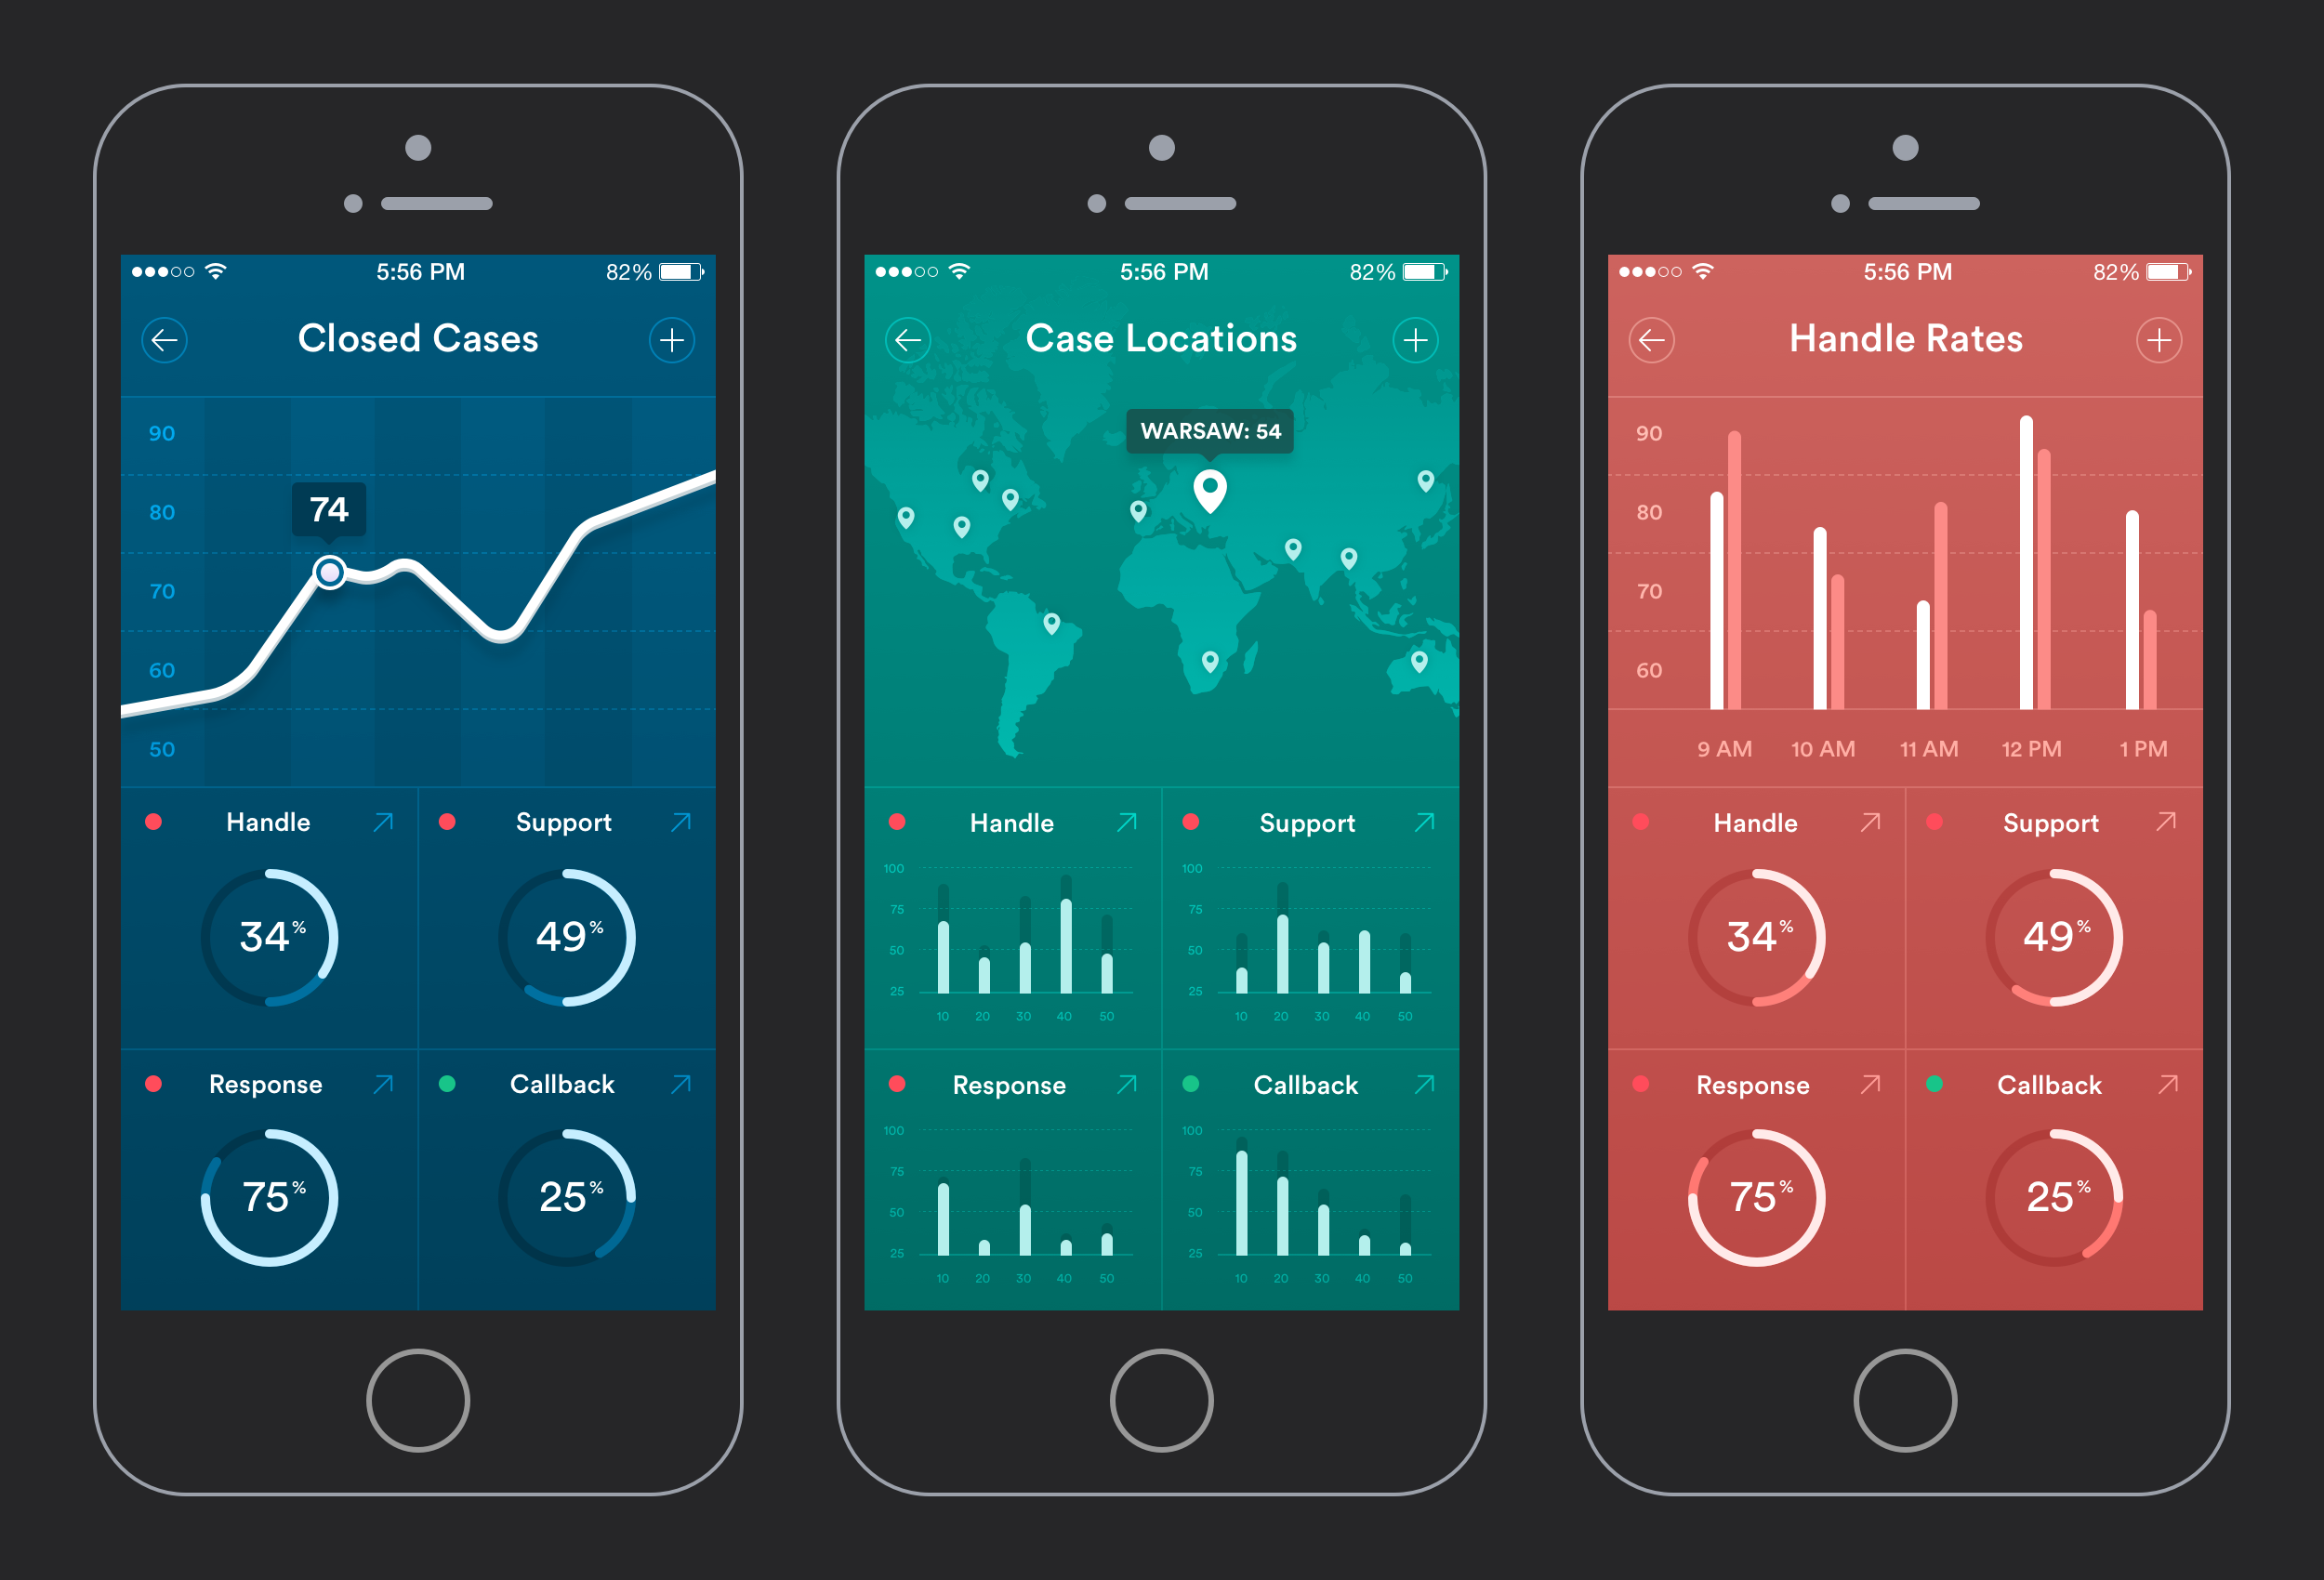 5:56 PM 82%
Closed Cases
90
80
70
60
50
74
Handle
34%
Support
49%
Response
75%
Callback
25%
5:56 PM 82%
Case Locations
WARSAW: 54
Handle
100
75
50
25
10 20 30 40 50
Support
100
75
50
25
10 20 30 40 50
Response
100
75
50
25
10 20 30 40 50
Callback
100
75
50
25
10 20 30 40 50
5:56 PM 82%
Handle Rates
90
80
70
60
9 AM 10 AM 11 AM 12 PM 1 PM
Handle
34%
Support
49%
Response
75%
Callback
25%